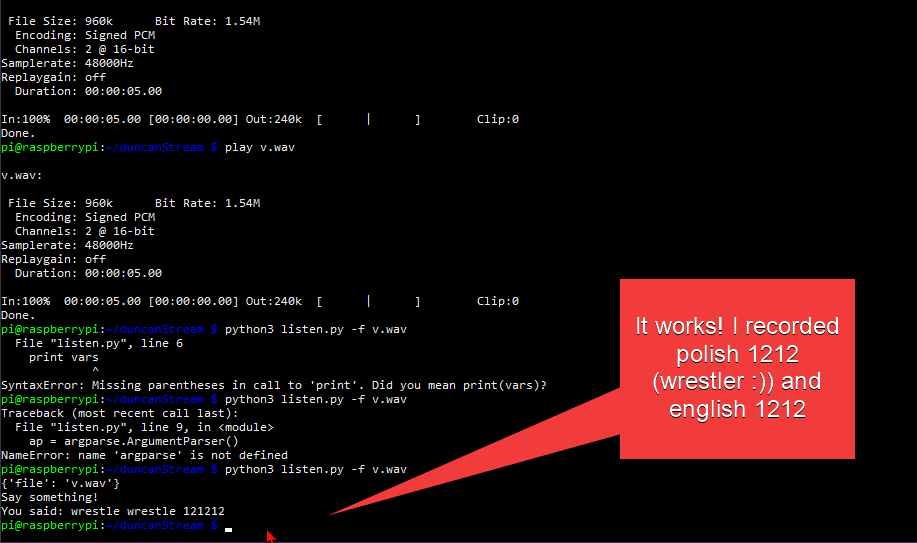 File Size: 960k      Bit Rate: 1.54M
Encoding: Signed PCM
Channels: 2 @ 16-bit
Samplerate: 48000Hz
Replaygain: off
Duration: 00:00:05.00
In:100%  00:00:05.00 [00:00:00.00] Out:240k  [      |      ]        Clip:0
Done.
pi@raspberrypi:~/duncanStream $ play v.wav
v.wav:
File Size: 960k      Bit Rate: 1.54M
Encoding: Signed PCM
Channels: 2 @ 16-bit
Samplerate: 48000Hz
Replaygain: off
Duration: 00:00:05.00
In:100%  00:00:05.00 [00:00:00.00] Out:240k  [      |      ]        Clip:0
Done.
pi@raspberrypi:~/duncanStream $ python3 listen.py -f v.wav
File "listen.py", line 6
print vars
^
SyntaxError: Missing parentheses in call to 'print'. Did you mean print(vars)?
pi@raspberrypi:~/duncanStream $ python3 listen.py -f v.wav
Traceback (most recent call last):
File "listen.py", line 9, in <module>
ap = argparse.ArgumentParser()
NameError: name 'argparse' is not defined
pi@raspberrypi:~/duncanStream $ python3 listen.py -f v.wav
{'file': 'v.wav'}
Say something!
You said: wrestle wrestle 121212
pi@raspberrypi:~/duncanStream $
It works! I recorded
polish 1212
(wrestler :)) and
english 1212